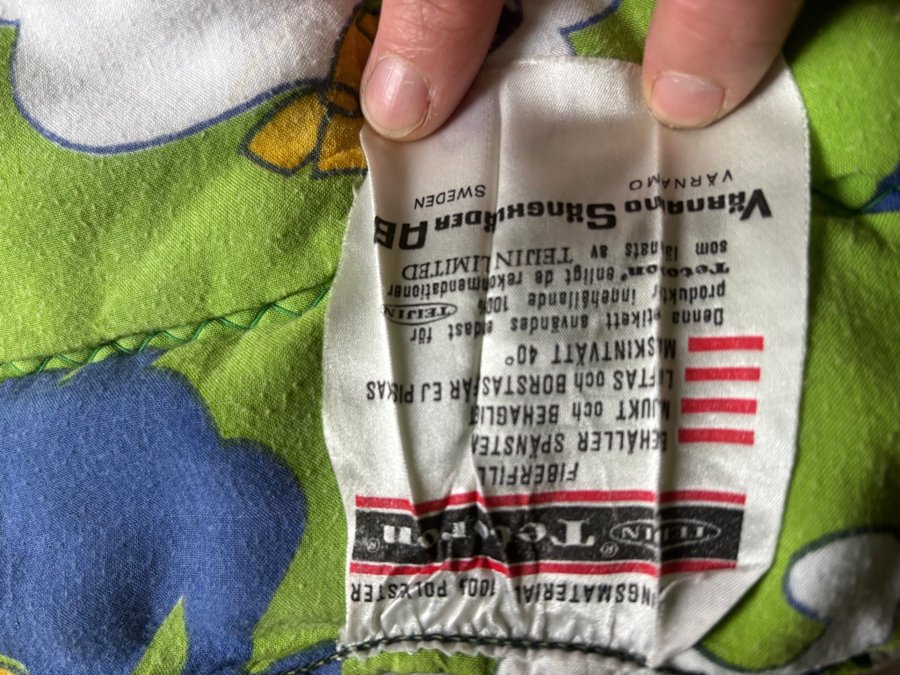 NGSMATERIAL 100% POLYESTER
TEIJIN® Tetoron®
FIBERFILL
BEHÅLLER SPÄNSTEN
MJUKT och BEHAGLIGT
LUFTAS och BORSTAS FÅR EJ PISKAS
MASKINTVÄTT 40°
Denna etikett användes endast för TEIJIN
produkter innehållande 100%
Tetoron® enligt de rekommendationer
som lämnats av TEIJIN LIMITED
VÄRNAMO SÄNGKLÄDER AB
VÄRNAMO SWEDEN